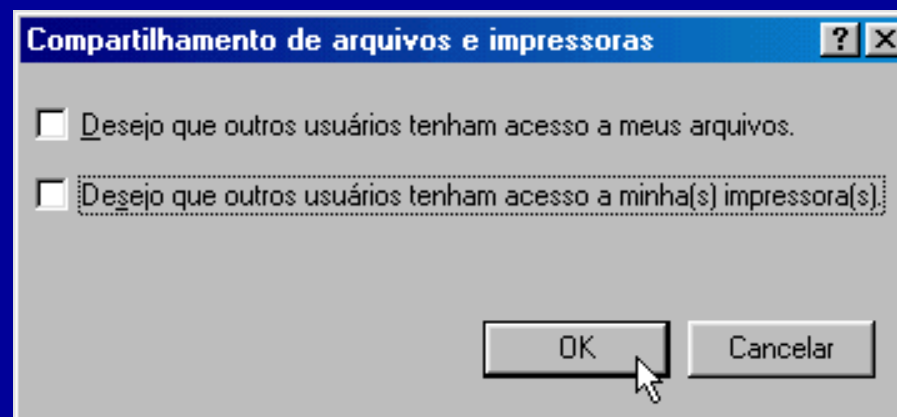 Compartilhamento de arquivos e impressoras
Desejo que outros usuários tenham acesso a meus arquivos.
Desejo que outros usuários tenham acesso a minha(s) impressora(s).
OK Cancelar